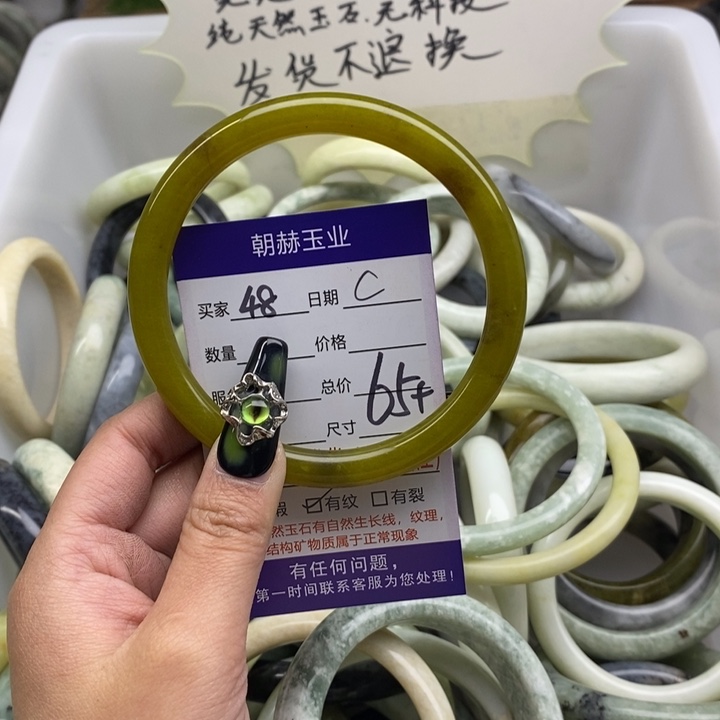 纯天然玉石.无科技
发货不退换
朝赫玉业
买家 48 日期 C
数量 价格
服 总价 65+
尺寸
☑有纹 □有裂
然玉石有自然生长线，纹理，
结构矿物质属于正常现象
有任何问题，
第一时间联系客服为您处理！